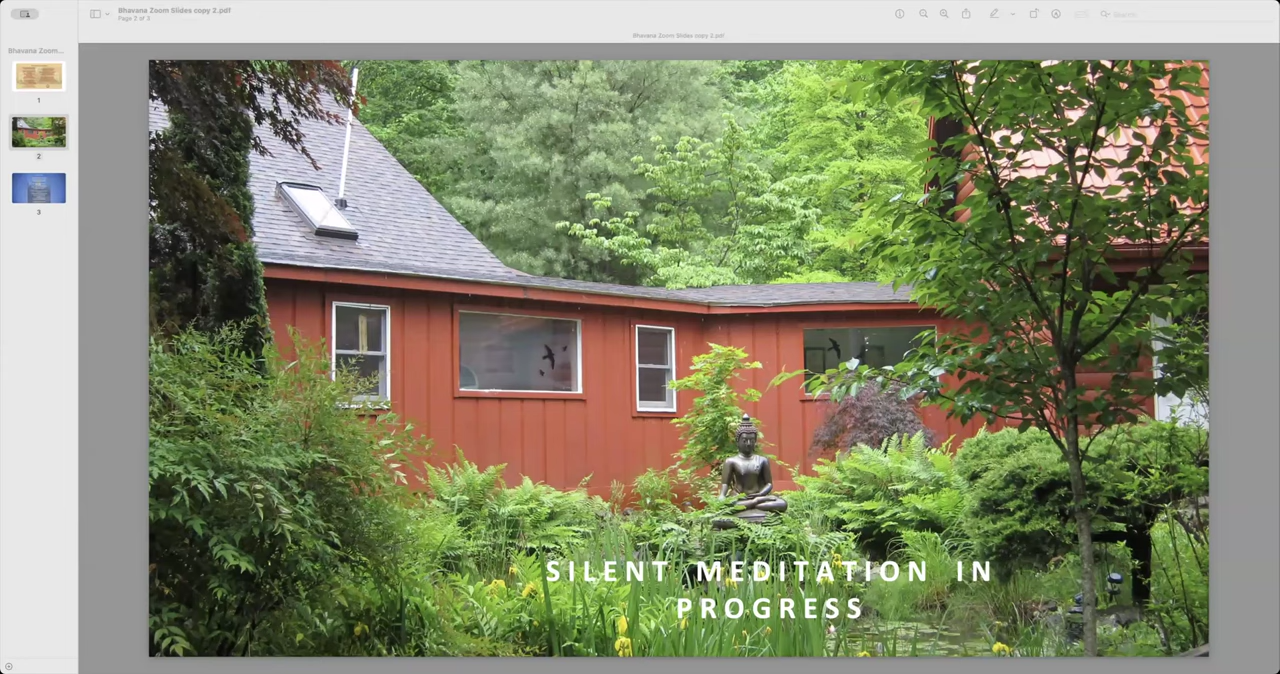 Bhavana Zoom Slides copy 2.pdf
Page 2 of 3
Search
Bhavana Zoom Slides copy 2.pdf
Bhavana Zoom...
1
2
3
SILENT MEDITATION IN
PROGRESS